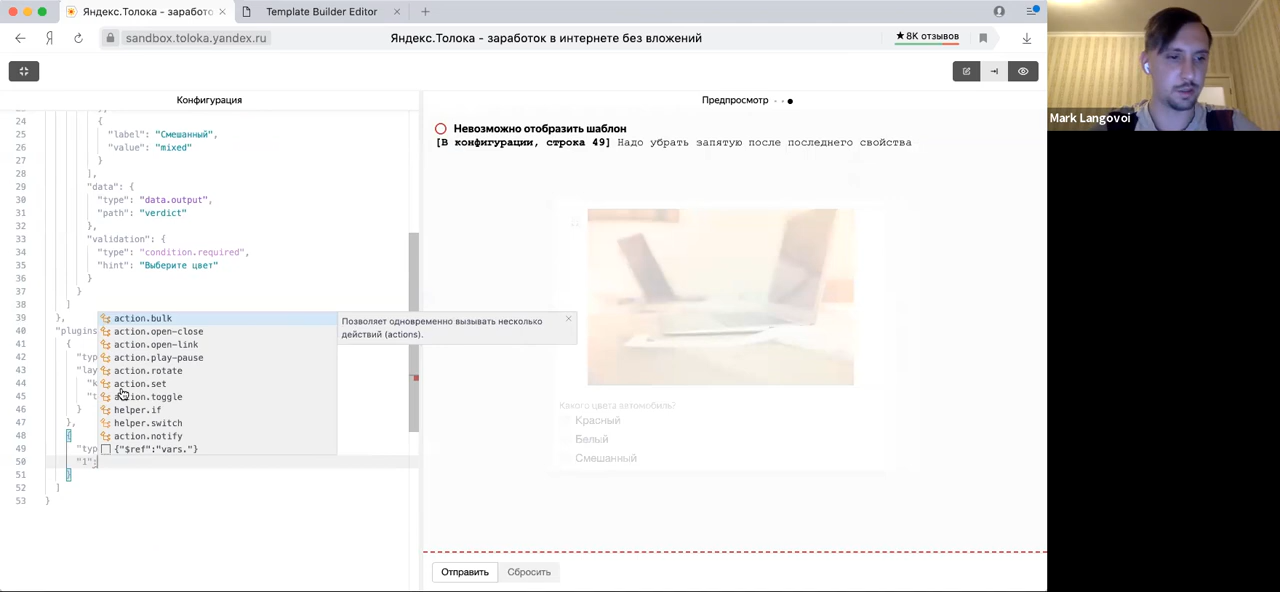 Яндекс.Толока - заработо
Template Builder Editor
sandbox.toloka.yandex.ru
Яндекс.Толока - заработок в интернете без вложений
★8K отзывов
Конфигурация
Предпросмотр
24 {
25 "label": "Смешанный",
26 "value": "mixed"
27 }
28 ],
29 "data": {
30 "type": "data.output",
31 "path": "verdict"
32 },
33 "validation": {
34 "type": "condition.required",
35 "hint": "Выберите цвет"
36 }
37 }
38 ]
39 },
40 "plugins
41 {
42 "typ
43 "lay
44 "k
45 "t
46 }
47 },
48 {
49 "typ
50 "1":
51 }
52 ]
53 }
action.bulk
action.open-close
action.open-link
action.play-pause
action.rotate
action.set
action.toggle
helper.if
helper.switch
action.notify
{"$ref":"vars."}
Позволяет одновременно вызывать несколько
действий (actions).
Невозможно отобразить шаблон
[В конфигурации, строка 49] Надо убрать запятую после последнего свойства
Какого цвета автомобиль?
Красный
Белый
Смешанный
Отправить
Сбросить
Mark Langovoi